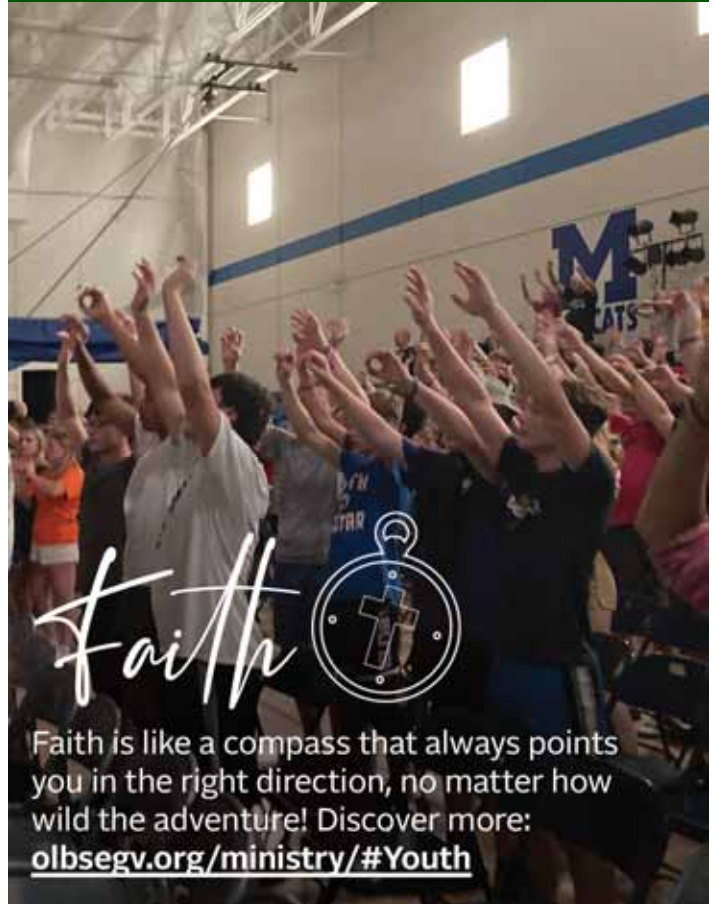 M
CATS
STAR
Faith
Faith is like a compass that always points
you in the right direction, no matter how
wild the adventure! Discover more:
olbsegv.org/ministry/#Youth